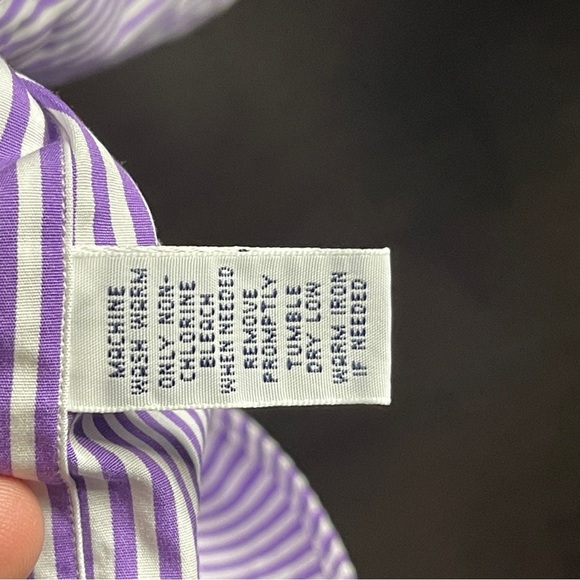 MACHINE
WASH WARM
ONLY NON-
CHLORINE
BLEACH
WHEN NEEDED
REMOVE
PROMPTLY
TUMBLE
DRY LOW
WARM IRON
IF NEEDED